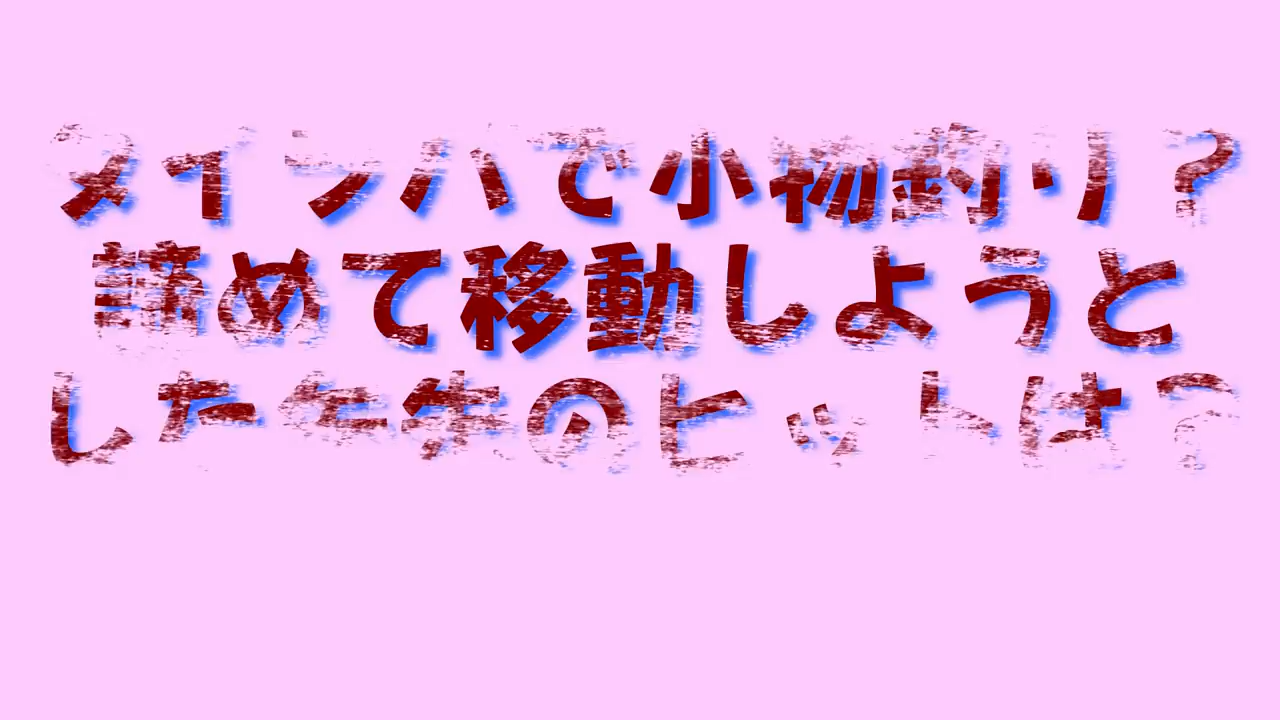 メインバで小物釣り？
諦めて移動しようと
した矢先のヒットは？